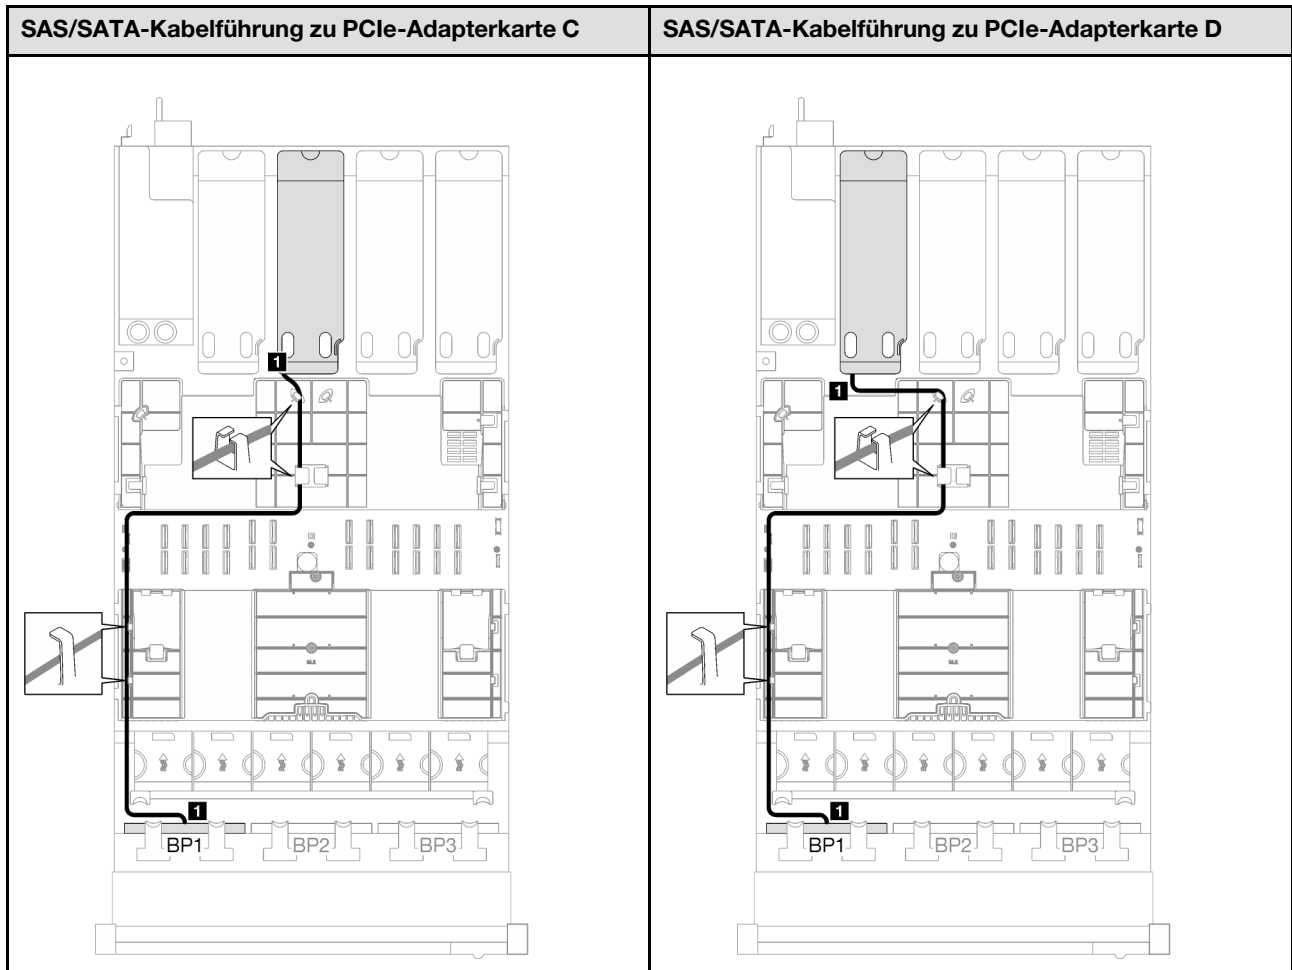 SAS/SATA-Kabelführung zu PCIe-Adapterkarte C
SAS/SATA-Kabelführung zu PCIe-Adapterkarte D
1
1
BP1
BP2
BP3
1
1
BP1
BP2
BP3